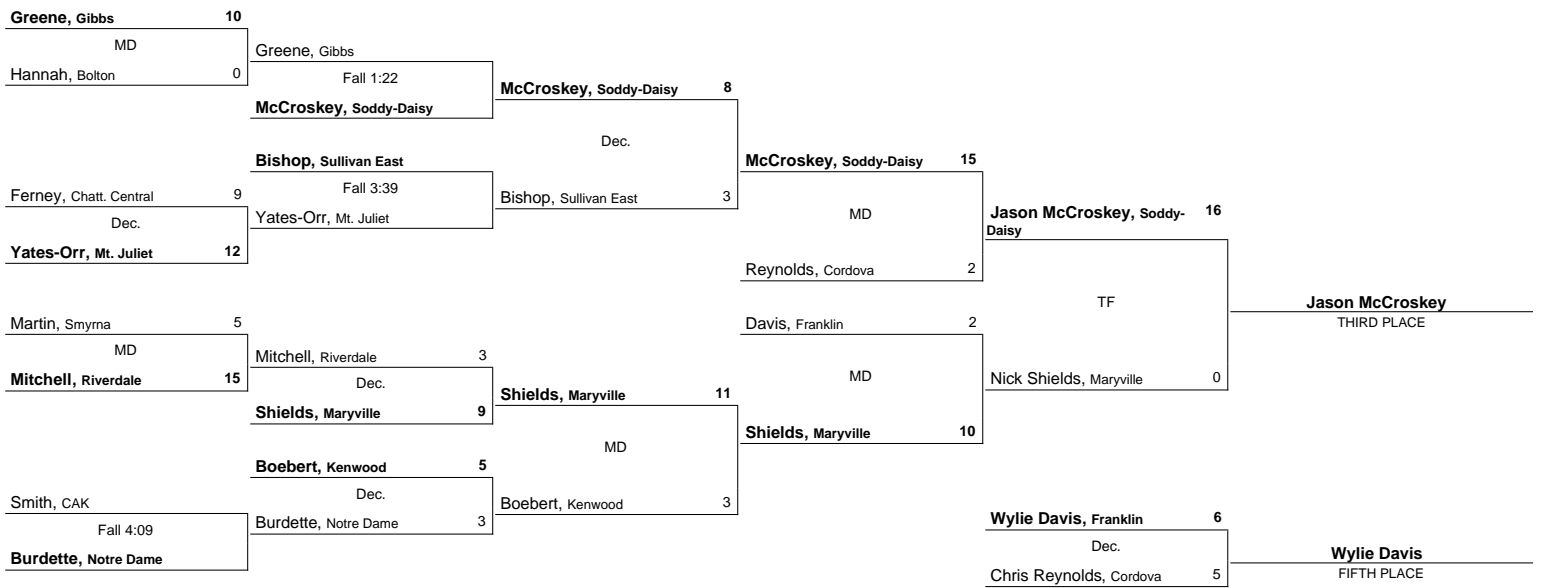 Greene, Gibbs 10
MD
Hannah, Bolton 0
Ferney, Chatt. Central 9
Dec.
Yates-Orr, Mt. Juliet 12
Martin, Smyrna 5
MD
Mitchell, Riverdale 15
Smith, CAK
Fall 4:09
Burdette, Notre Dame
Greene, Gibbs
Fall 1:22
McCroskey, Soddy-Daisy
Bishop, Sullivan East
Fall 3:39
Yates-Orr, Mt. Juliet
Mitchell, Riverdale 3
Dec.
Shields, Maryville 9
Boebert, Kenwood 5
Dec.
Burdette, Notre Dame 3
McCroskey, Soddy-Daisy 8
Dec.
Bishop, Sullivan East 3
Shields, Maryville 11
MD
Boebert, Kenwood 3
McCroskey, Soddy-Daisy 15
MD
Reynolds, Cordova 2
Davis, Franklin 2
MD
Shields, Maryville 10
Jason McCroskey, Soddy- 16
Daisy
TF
Nick Shields, Maryville 0
Jason McCroskey
THIRD PLACE
Wylie Davis, Franklin 6
Dec.
Chris Reynolds, Cordova 5
Wylie Davis
FIFTH PLACE